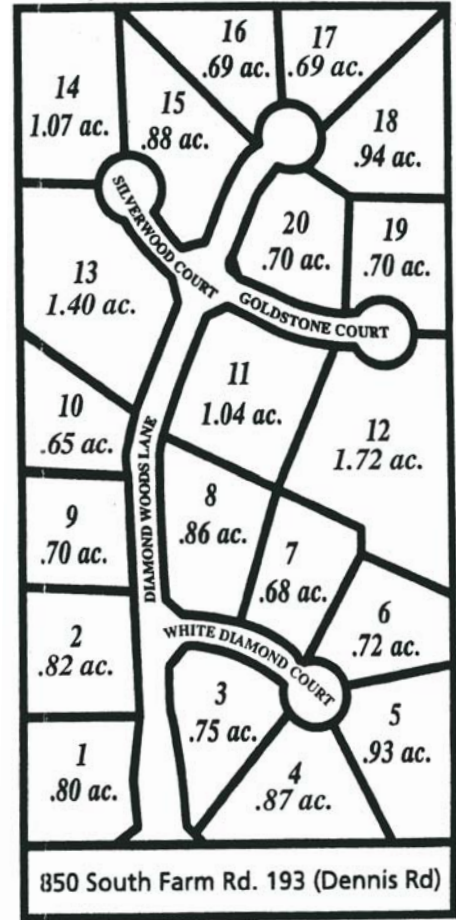 16
.69 ac.
17
.69 ac.
14
1.07 ac.
15
.88 ac.
18
.94 ac.
SILVERWOOD COURT
20
.70 ac.
19
.70 ac.
13
1.40 ac.
GOLDSTONE COURT
11
1.04 ac.
10
.65 ac.
12
1.72 ac.
DIAMOND WOODS LANE
8
.86 ac.
9
.70 ac.
7
.68 ac.
6
.72 ac.
2
.82 ac.
WHITE DIAMOND COURT
3
.75 ac.
5
.93 ac.
1
.80 ac.
4
.87 ac.
850 South Farm Rd. 193 (Dennis Rd)